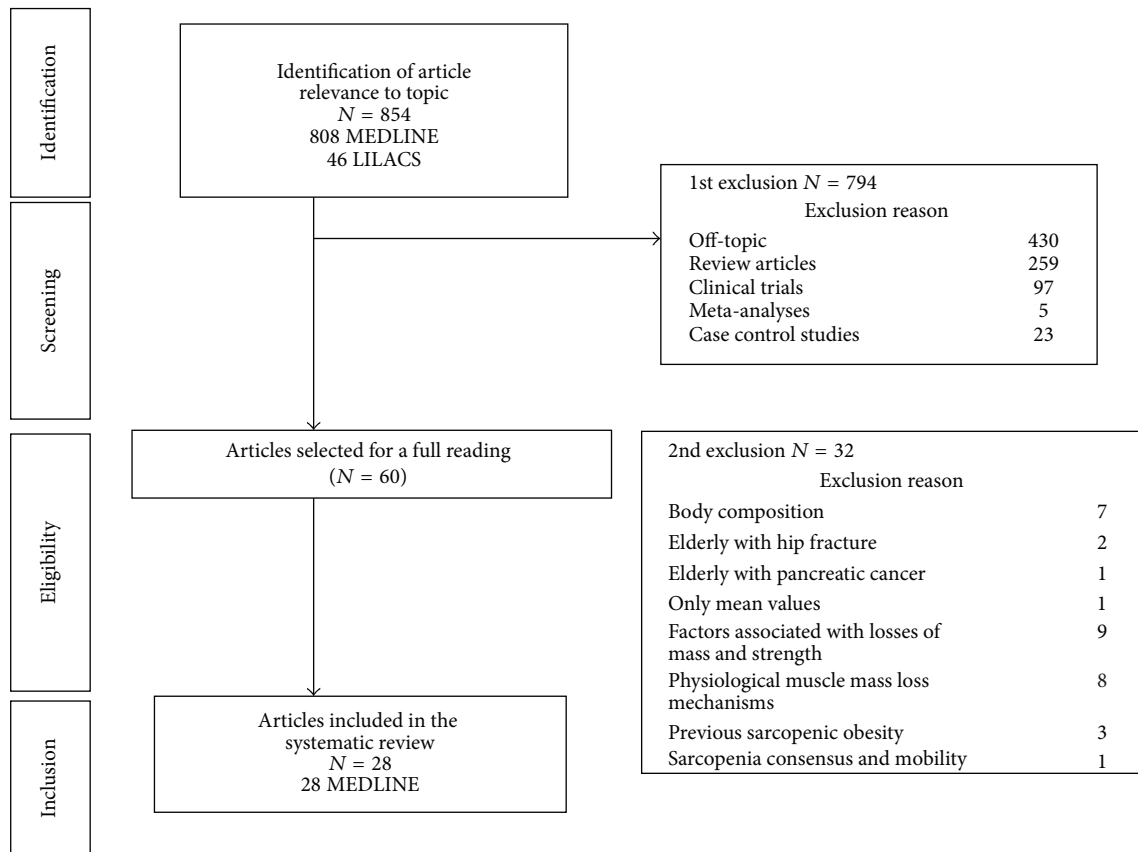 Identification
Identification of article
relevance to topic
N = 854
808 MEDLINE
46 LILACS
Screening
1st exclusion N = 794
Exclusion reason
Off-topic 430
Review articles 259
Clinical trials 97
Meta-analyses 5
Case control studies 23
Eligibility
Articles selected for a full reading
(N = 60)
2nd exclusion N = 32
Exclusion reason
Body composition 7
Elderly with hip fracture 2
Elderly with pancreatic cancer 1
Only mean values 1
Factors associated with losses of 9
mass and strength
Physiological muscle mass loss 8
mechanisms
Previous sarcopenic obesity 3
Sarcopenia consensus and mobility 1
Inclusion
Articles included in the
systematic review
N = 28
28 MEDLINE